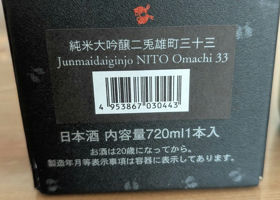 純米大吟醸二兎雄町三十三
Junmaidaiginjo NITO Omachi 33
4 953867 030443
日本酒 内容量720ml1本入
お酒は20歳になってから。
製造年月等表示事項は容器に表示してあります。